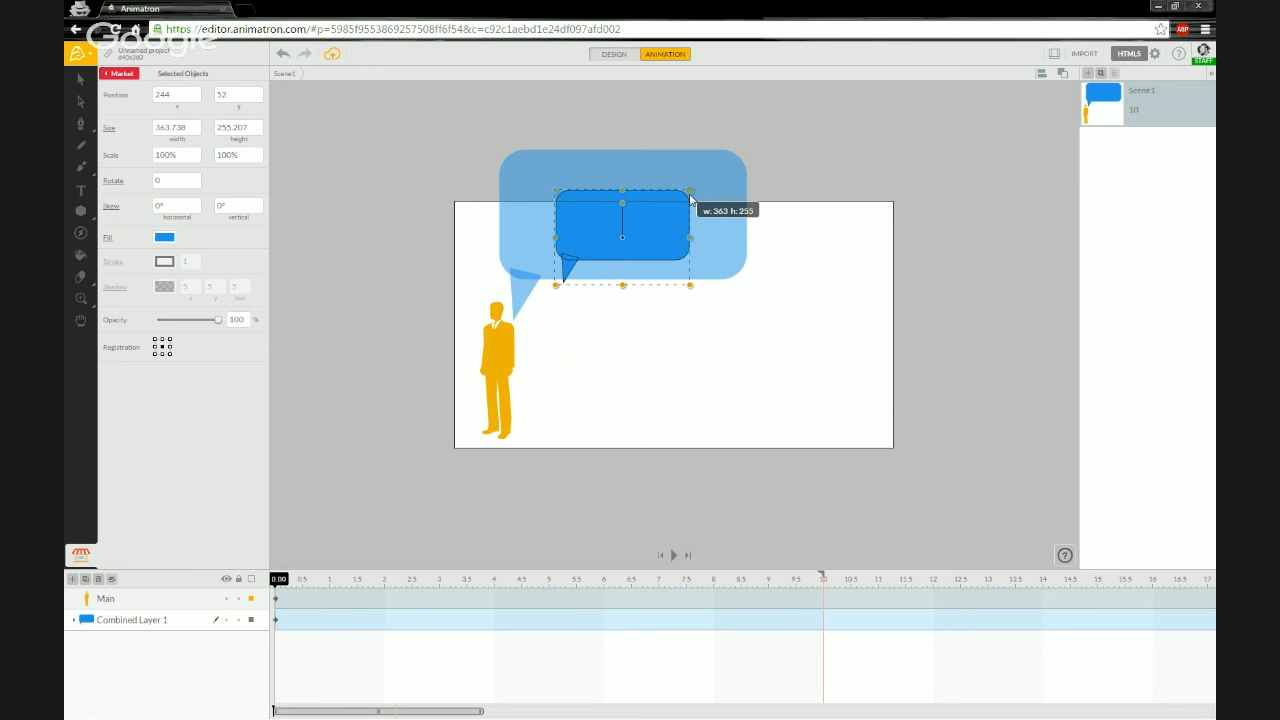 Animatron
https://editor.animatron.com/#p=5985f9553869257508ff6f54&c=c92c1aebd1e24df097afd002
ABP
Google
Unnamed project
640x360
DESIGN
ANIMATION
IMPORT
HTML5
?
STAFF
Market
Selected Objects
Scene1
Position
244
52
x
y
Size
363.738
255.207
width
height
Scale
100%
100%
Rotate
0
Skew
0°
0°
horizontal
vertical
Fill
Stroke
1
Shadow
5
5
5
x
y
blur
Opacity
100
%
Registration
w: 363 h: 255
Scene1
10
?
0.00
0.5
1
1.5
2
2.5
3
3.5
4
4.5
5
5.5
6
6.5
7
7.5
8
8.5
9
9.5
10
10.5
11
11.5
12
12.5
13
13.5
14
14.5
15
15.5
16
16.5
17
Man
Combined Layer 1